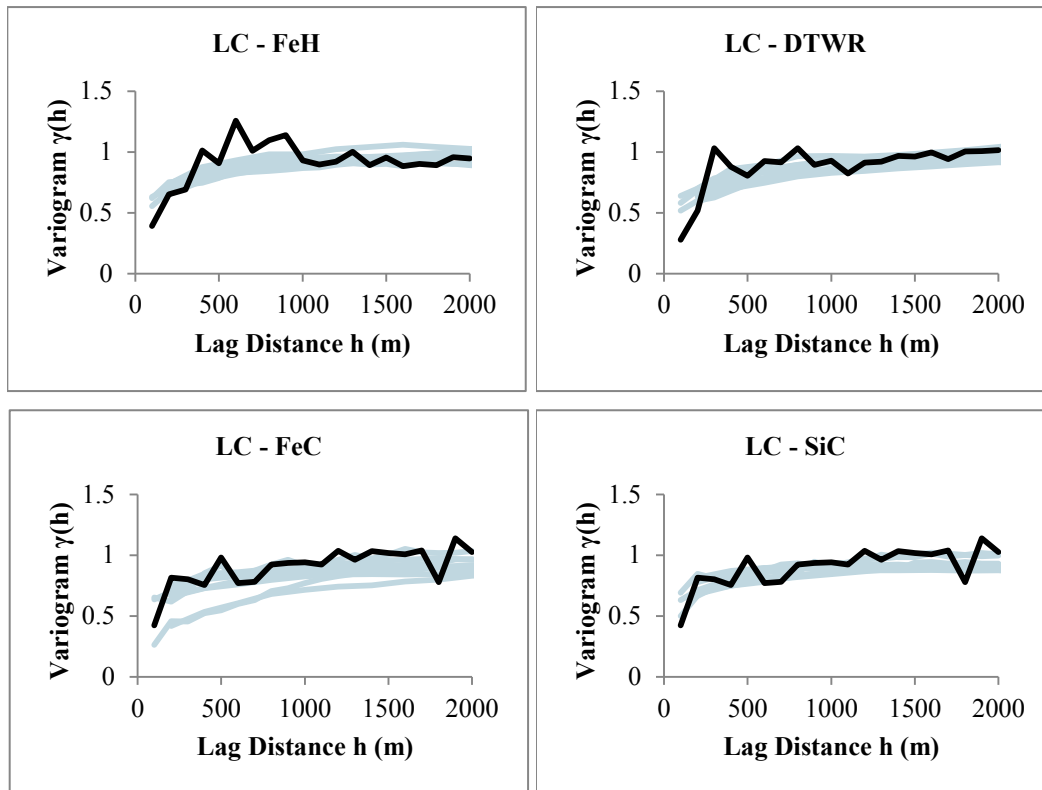 LC - FeH
Variogram γ(h)
1.5
1
0.5
0
0 500 1000 1500 2000
Lag Distance h (m)
LC - DTWR
Variogram γ(h)
1.5
1
0.5
0
0 500 1000 1500 2000
Lag Distance h (m)
LC - FeC
Variogram γ(h)
1.5
1
0.5
0
0 500 1000 1500 2000
Lag Distance h (m)
LC - SiC
Variogram γ(h)
1.5
1
0.5
0
0 500 1000 1500 2000
Lag Distance h (m)